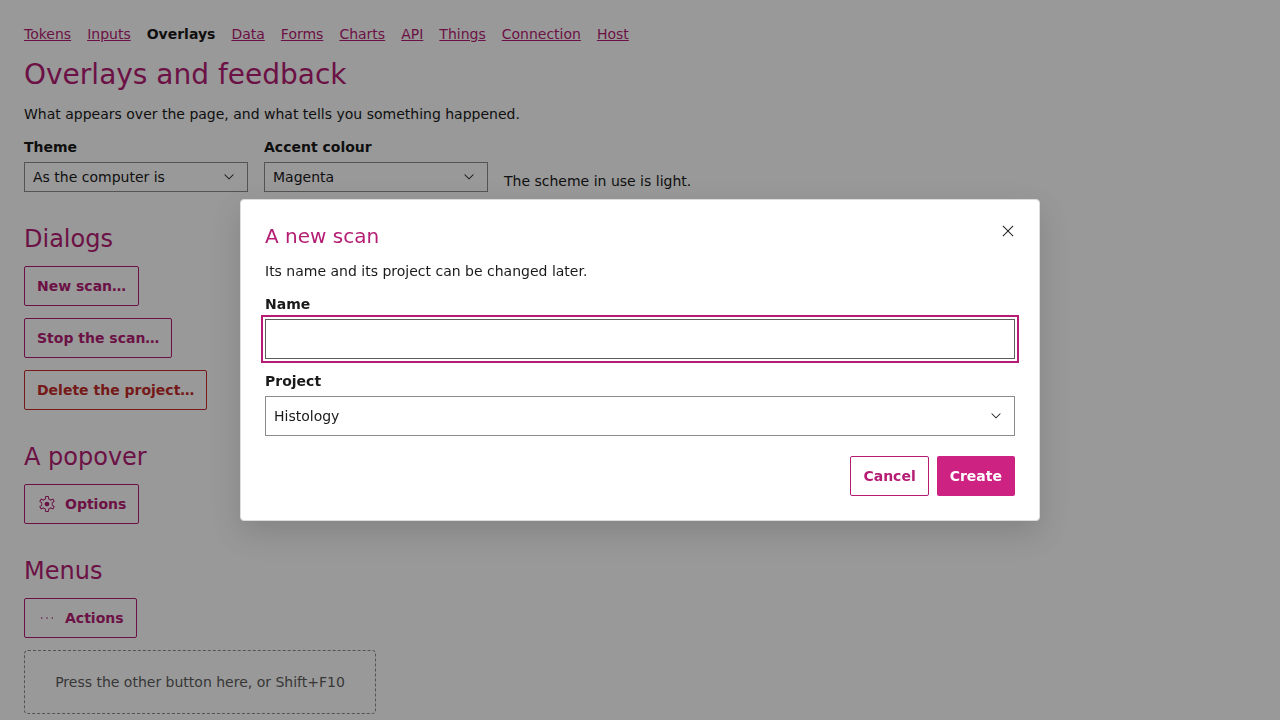 Tokens Inputs Overlays Data Forms Charts API Things Connection Host
Overlays and feedback
What appears over the page, and what tells you something happened.
Theme Accent colour
As the computer is Magenta The scheme in use is light.
Dialogs
New scan...
Stop the scan...
Delete the project...
A new scan
Its name and its project can be changed later.
Name
Project
Histology
Cancel Create
A popover
Options
Menus
Actions
Press the other button here, or Shift+F10